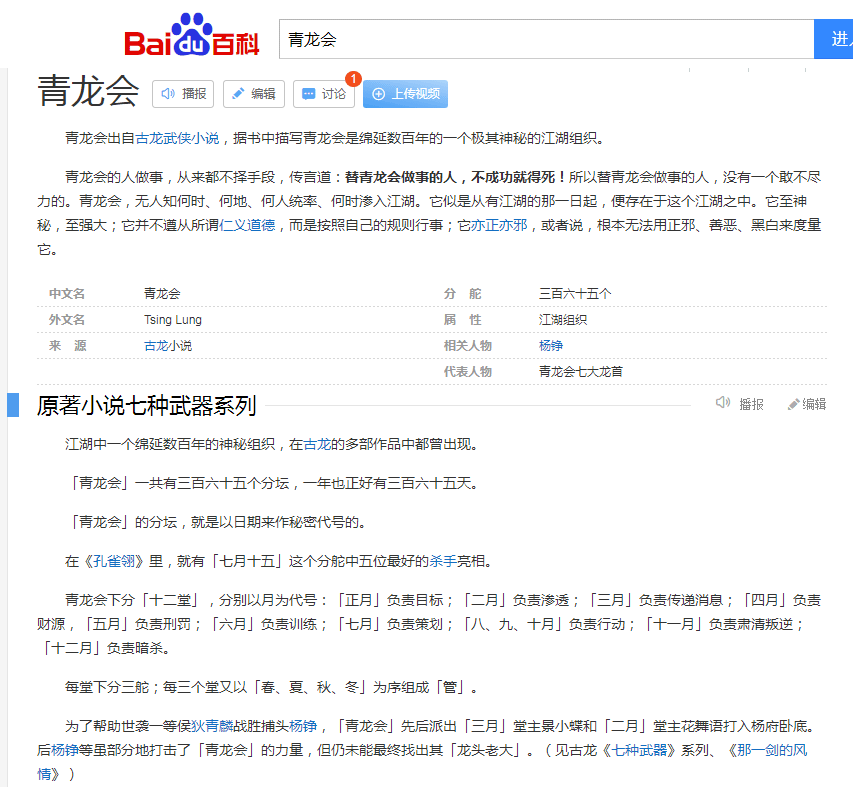 Bai du 百科
青龙会
进入
青龙会
播报
编辑
讨论
1
上传视频
青龙会出自古龙武侠小说，据书中描写青龙会是绵延数百年的一个极其神秘的江湖组织。
青龙会的人做事，从来都不择手段，传言道：替青龙会做事的人，不成功就得死！所以替青龙会做事的人，没有一个敢不尽
力的。青龙会，无人知何时、何地、何人统率、何时渗入江湖。它似是从有江湖的那一日起，便存在于这个江湖之中。它至神
秘，至强大；它并不遵从所谓仁义道德，而是按照自己的规则行事；它亦正亦邪，或者说，根本无法用正邪、善恶、黑白来度量
它。
中文名 青龙会 分 舵 三百六十五个
外文名 Tsing Lung 属 性 江湖组织
来 源 古龙小说 相关人物 杨铮
代表人物 青龙会七大龙首
原著小说七种武器系列
播报 编辑
江湖中一个绵延数百年的神秘组织，在古龙的多部作品中都曾出现。
「青龙会」一共有三百六十五个分坛，一年也正好有三百六十五天。
「青龙会」的分坛，就是以日期来作秘密代号的。
在《孔雀翎》里，就有「七月十五」这个分舵中五位最好的杀手亮相。
青龙会下分「十二堂」，分别以月为代号：「正月」负责目标；「二月」负责渗透；「三月」负责传递消息；「四月」负责
财源，「五月」负责刑罚；「六月」负责训练；「七月」负责策划；「八、九、十月」负责行动；「十一月」负责肃清叛逆；
「十二月」负责暗杀。
每堂下分三舵；每三个堂又以「春、夏、秋、冬」为序组成「管」。
为了帮助世袭一等侯狄青麟战胜捕头杨铮，「青龙会」先后派出「三月」堂主景小蝶和「二月」堂主花舞语打入杨府卧底。
后杨铮等虽部分地打击了「青龙会」的力量，但仍未能最终找出其「龙头老大」。（见古龙《七种武器》系列、《那一剑的风
情》）